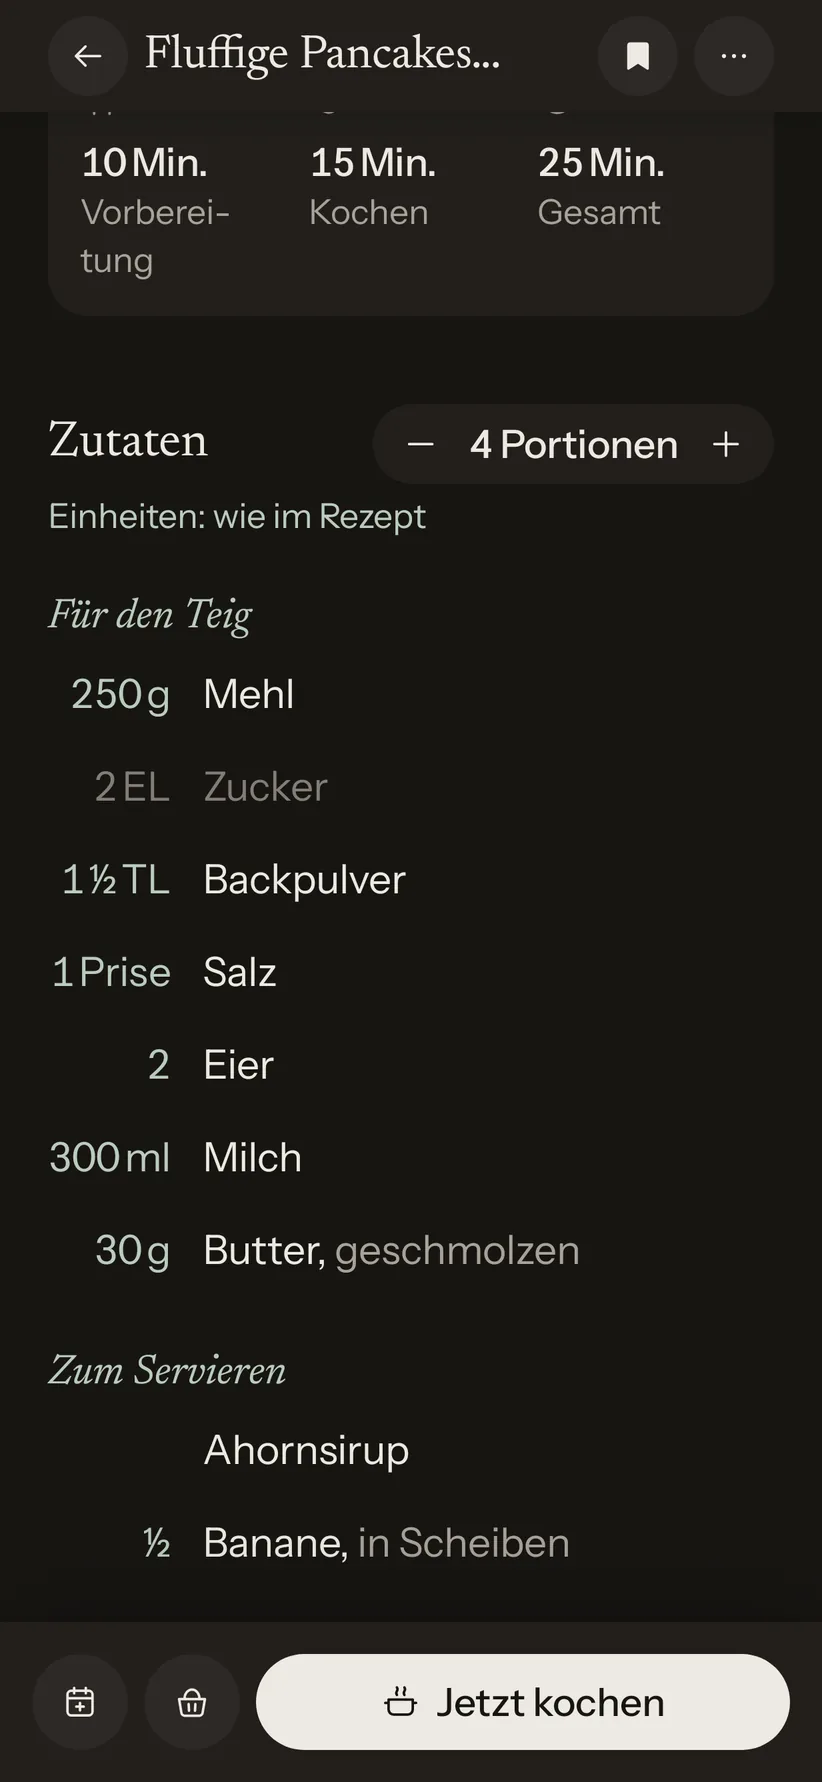 Fluffige Pancakes...
10 Min. 15 Min. 25 Min.
Vorberei- Kochen Gesamt
tung
Zutaten 4 Portionen
Einheiten: wie im Rezept
Für den Teig
250 g Mehl
2 EL Zucker
1 ½ TL Backpulver
1 Prise Salz
2 Eier
300 ml Milch
30 g Butter, geschmolzen
Zum Servieren
Ahornsirup
½ Banane, in Scheiben
Jetzt kochen